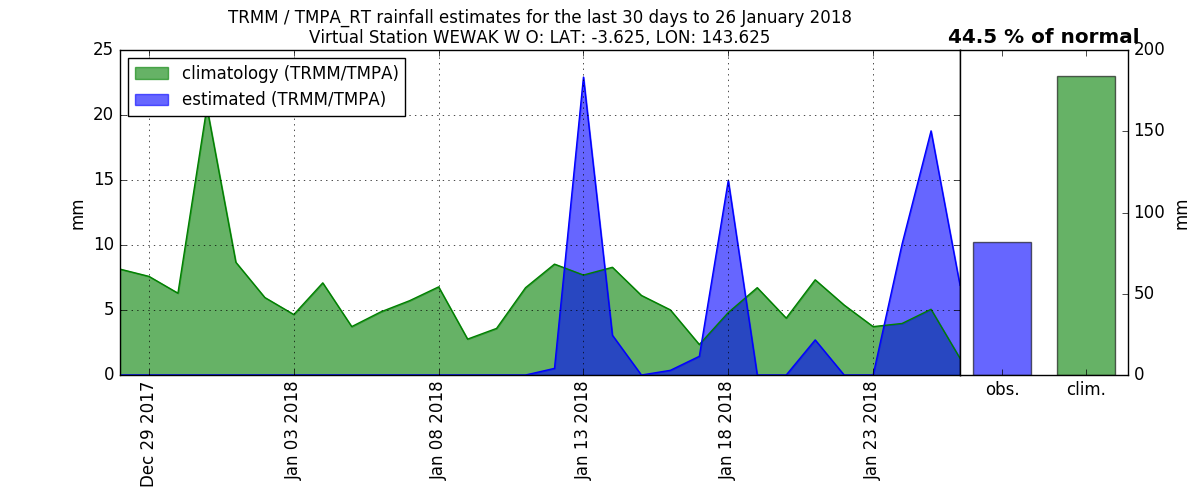 TRMM / TMPA_RT rainfall estimates for the last 30 days to 26 January 2018
Virtual Station WEWAK W O: LAT: -3.625, LON: 143.625
44.5 % of normal
climatology (TRMM/TMPA)
estimated (TRMM/TMPA)
25
20
15
10
5
0
mm
Dec 29 2017
Jan 03 2018
Jan 08 2018
Jan 13 2018
Jan 18 2018
Jan 23 2018
obs.
clim.
200
150
100
50
0
mm